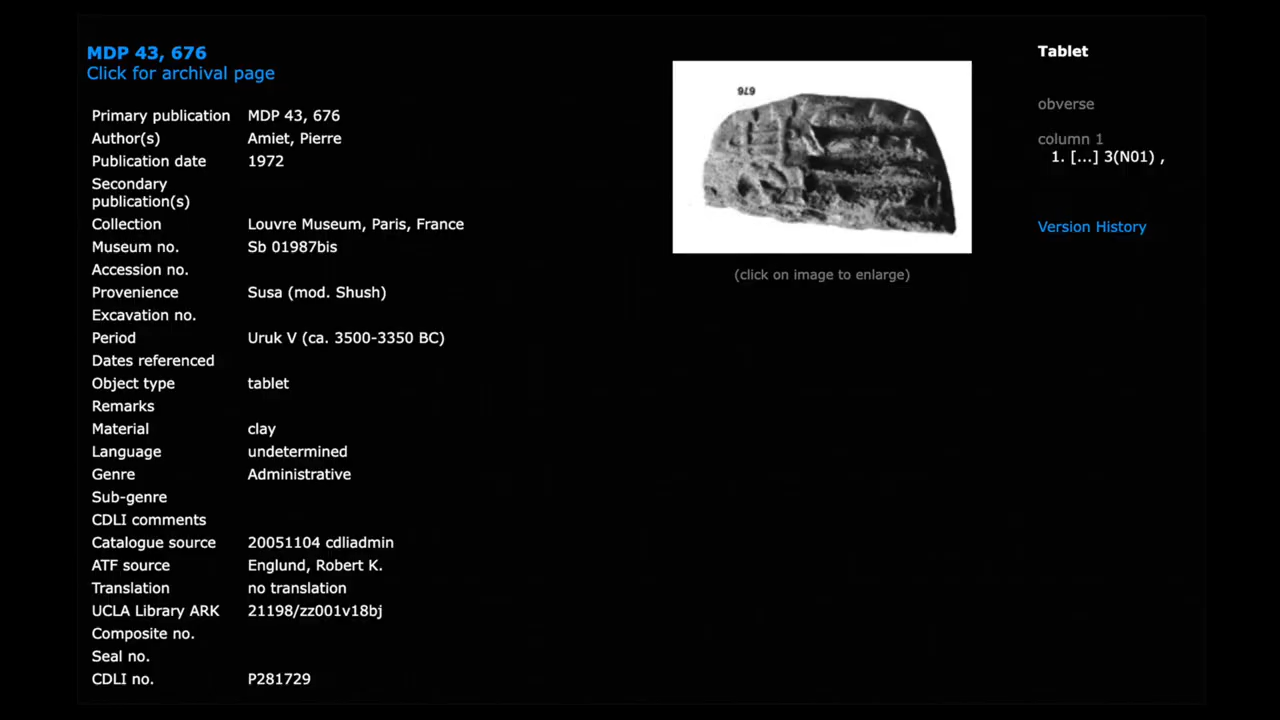 MDP 43, 676
Click for archival page
Primary publication MDP 43, 676
Author(s) Amiet, Pierre
Publication date 1972
Secondary
publication(s)
Collection Louvre Museum, Paris, France
Museum no. Sb 01987bis
Accession no.
Provenience Susa (mod. Shush)
Excavation no.
Period Uruk V (ca. 3500-3350 BC)
Dates referenced
Object type tablet
Remarks
Material clay
Language undetermined
Genre Administrative
Sub-genre
CDLI comments
Catalogue source 20051104 cdliadmin
ATF source Englund, Robert K.
Translation no translation
UCLA Library ARK 21198/zz001v18bj
Composite no.
Seal no.
CDLI no. P281729
(click on image to enlarge)
Tablet
obverse
column 1
1. [...] 3(N01) ,
Version History